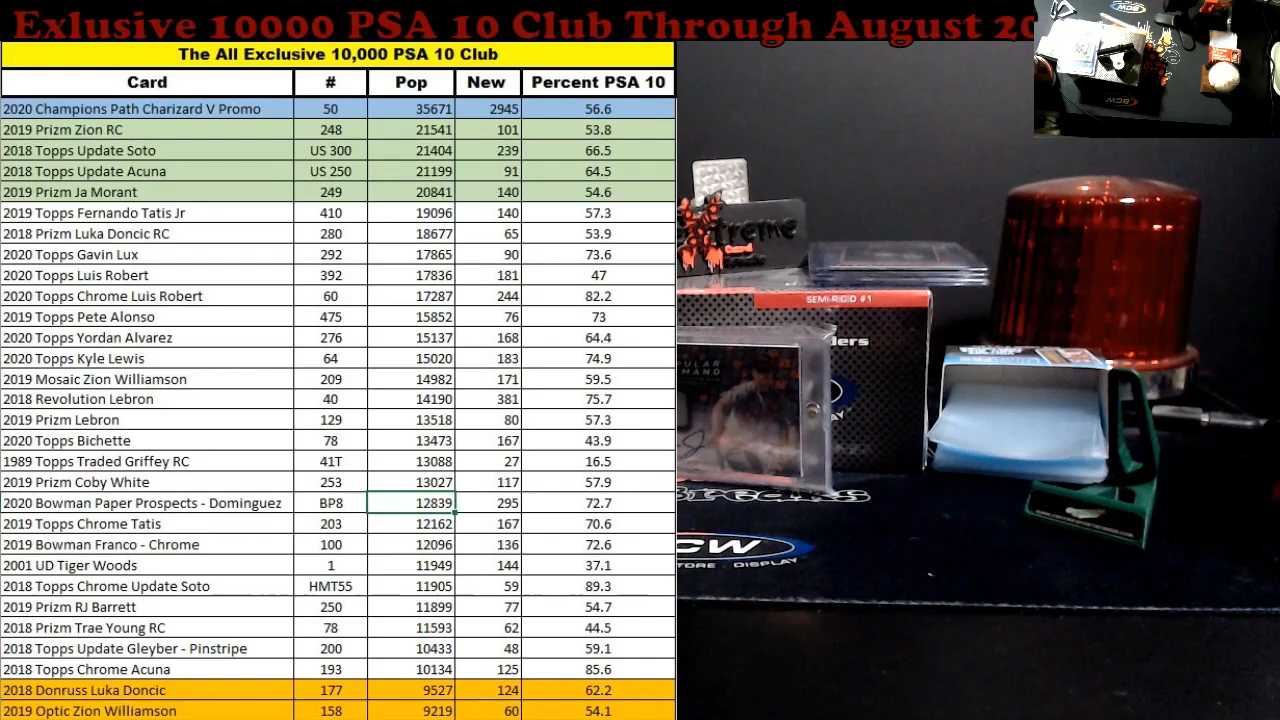 Exlusive 10000 PSA 10 Club Through August 20
The All Exclusive 10,000 PSA 10 Club
Card # Pop New Percent PSA 10
2020 Champions Path Charizard V Promo 50 35671 2945 56.6
2019 Prizm Zion RC 248 21541 101 53.8
2018 Topps Update Soto US 300 21404 239 66.5
2018 Topps Update Acuna US 250 21199 91 64.5
2019 Prizm Ja Morant 249 20841 140 54.6
2019 Topps Fernando Tatis Jr 410 19096 140 57.3
2018 Prizm Luka Doncic RC 280 18677 65 53.9
2020 Topps Gavin Lux 292 17865 90 73.6
2020 Topps Luis Robert 392 17836 181 47
2020 Topps Chrome Luis Robert 60 17287 244 82.2
2019 Topps Pete Alonso 475 15852 76 73
2020 Topps Yordan Alvarez 276 15137 168 64.4
2020 Topps Kyle Lewis 64 15020 183 74.9
2019 Mosaic Zion Williamson 209 14982 171 59.5
2018 Revolution Lebron 40 14190 381 75.7
2019 Prizm Lebron 129 13518 80 57.3
2020 Topps Bichette 78 13473 167 43.9
1989 Topps Traded Griffey RC 41T 13088 27 16.5
2019 Prizm Coby White 253 13027 117 57.9
2020 Bowman Paper Prospects - Dominguez BP8 12839 295 72.7
2019 Topps Chrome Tatis 203 12162 167 70.6
2019 Bowman Franco - Chrome 100 12096 136 72.6
2001 UD Tiger Woods 1 11949 144 37.1
2018 Topps Chrome Update Soto HMT55 11905 59 89.3
2019 Prizm RJ Barrett 250 11899 77 54.7
2018 Prizm Trae Young RC 78 11593 62 44.5
2018 Topps Update Gleyber - Pinstripe 200 10433 48 59.1
2018 Topps Chrome Acuna 193 10134 125 85.6
2018 Donruss Luka Doncic 177 9527 124 62.2
2019 Optic Zion Williamson 158 9219 60 54.1
BCW
treme
SEMI-RIGID #1
ders
PULAR
MAND
PLAY
Breaks
CW
TORE . DISPLAY
BCW